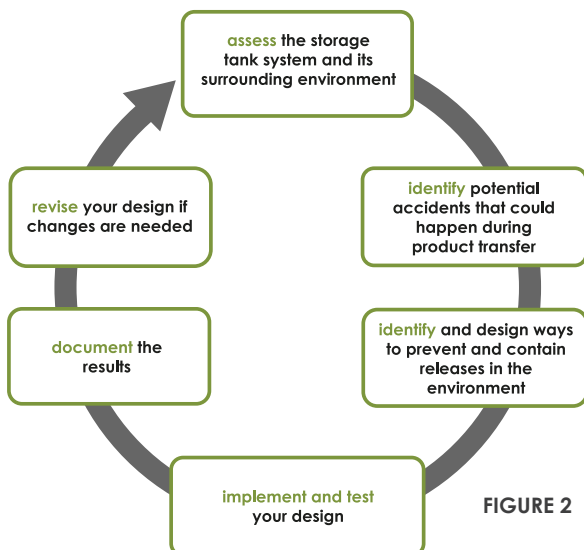 assess the storage
tank system and its
surrounding environment
identify potential
accidents that could
happen during
product transfer
identify and design ways
to prevent and contain
releases in the
environment
implement and test
your design
document the
results
revise your design if
changes are needed
FIGURE 2